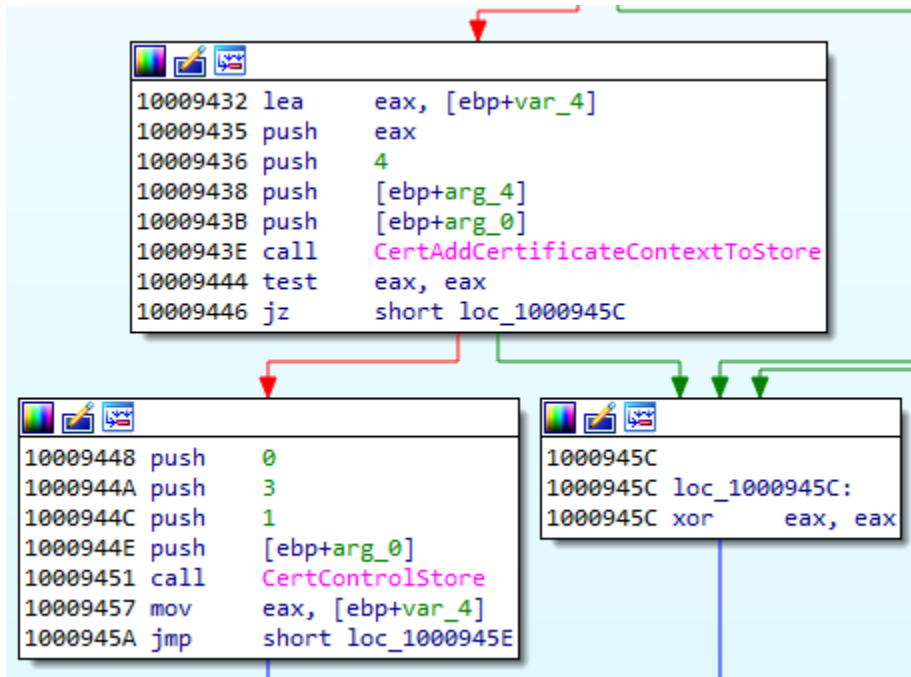 10009432 lea eax, [ebp+var_4]
10009435 push eax
10009436 push 4
10009438 push [ebp+arg_4]
1000943B push [ebp+arg_0]
1000943E call CertAddCertificateContextToStore
10009444 test eax, eax
10009446 jz short loc_1000945C
10009448 push 0
1000944A push 3
1000944C push 1
1000944E push [ebp+arg_0]
10009451 call CertControlStore
10009457 mov eax, [ebp+var_4]
1000945A jmp short loc_1000945E
1000945C
1000945C loc_1000945C:
1000945C xor eax, eax